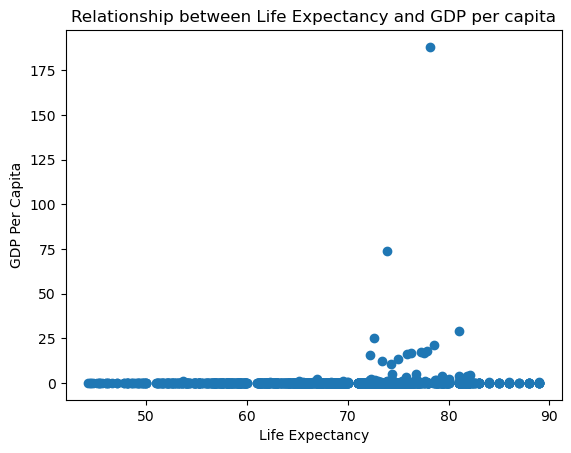 Relationship between Life Expectancy and GDP per capita
175
150
125
100
75
50
25
0
GDP Per Capita
50 60 70 80 90
Life Expectancy